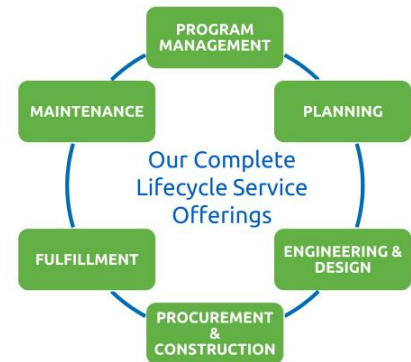 PROGRAM
MANAGEMENT
MAINTENANCE
PLANNING
Our Complete
Lifecycle Service
Offerings
FULFILLMENT
ENGINEERING &
DESIGN
PROCUREMENT
&
CONSTRUCTION